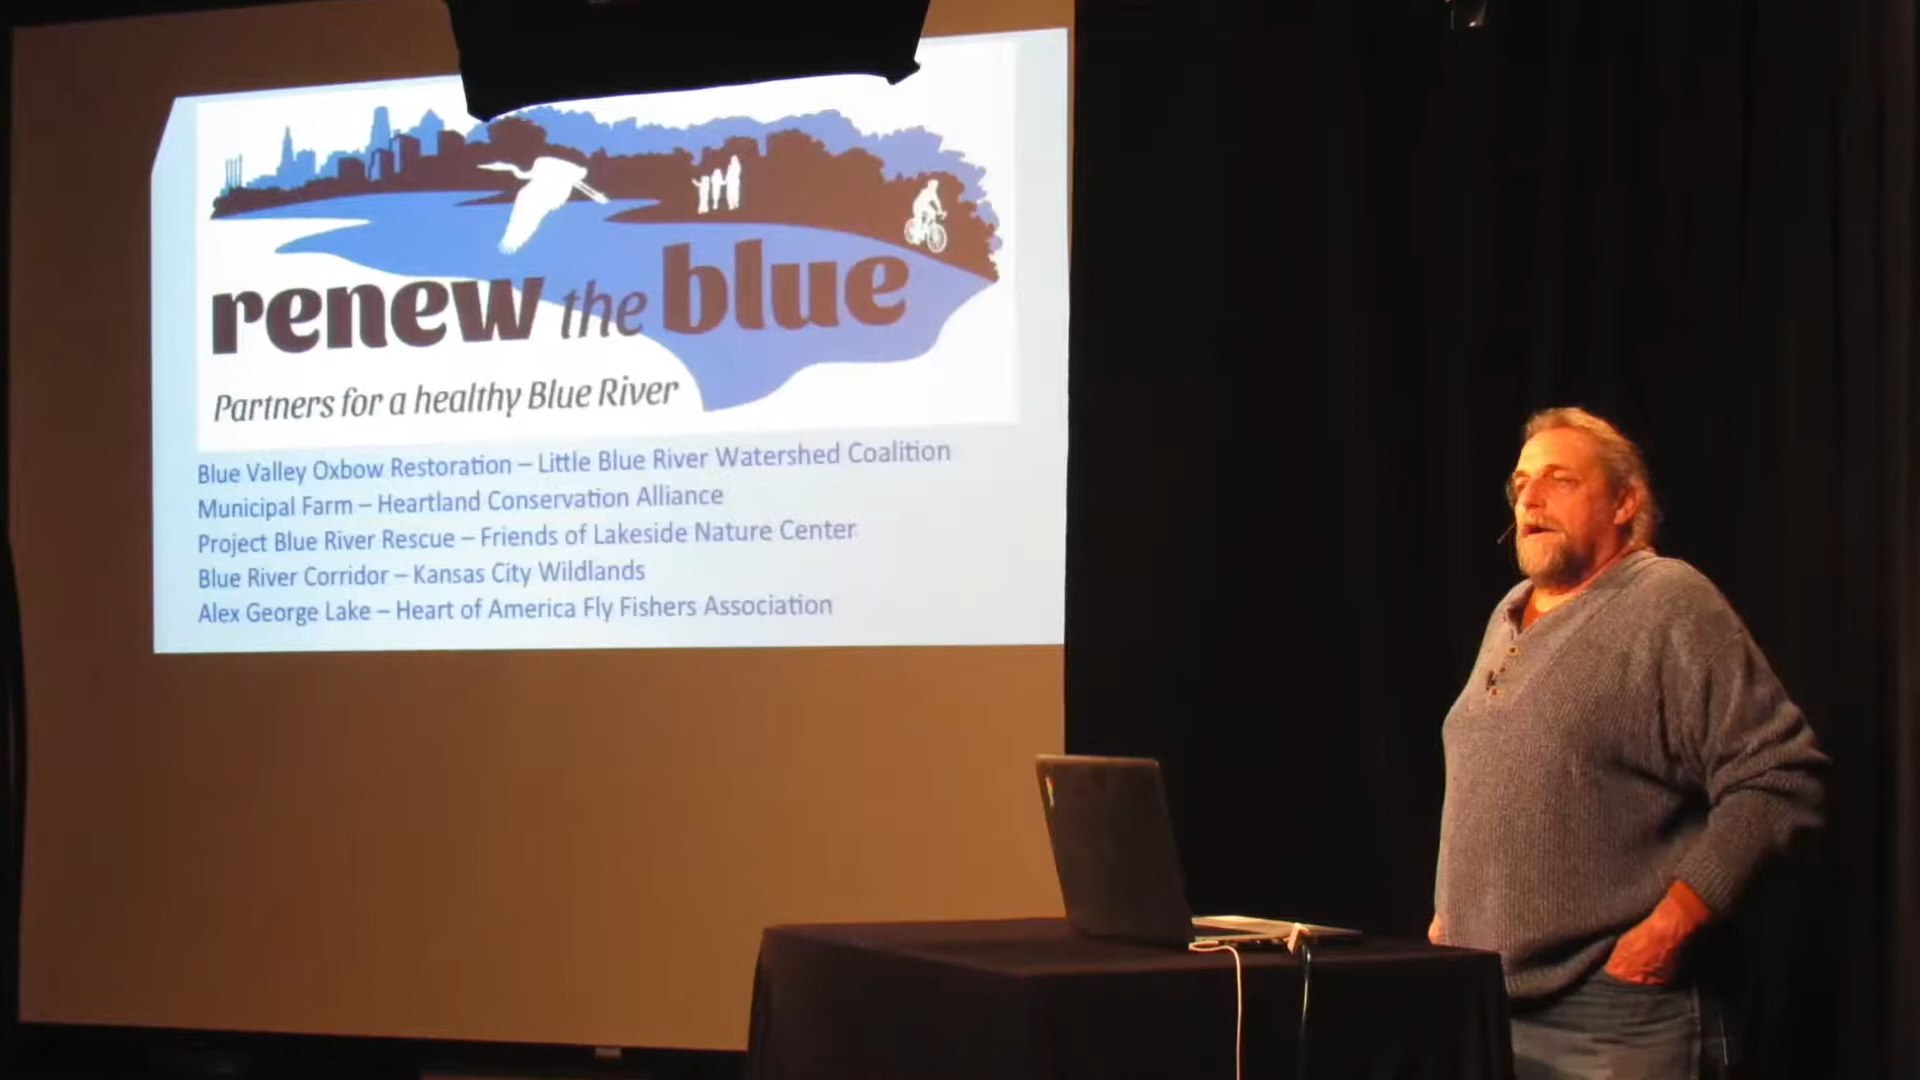 renew the blue
Partners for a healthy Blue River
Blue Valley Oxbow Restoration – Little Blue River Watershed Coalition
Municipal Farm – Heartland Conservation Alliance
Project Blue River Rescue – Friends of Lakeside Nature Center
Blue River Corridor – Kansas City Wildlands
Alex George Lake – Heart of America Fly Fishers Association